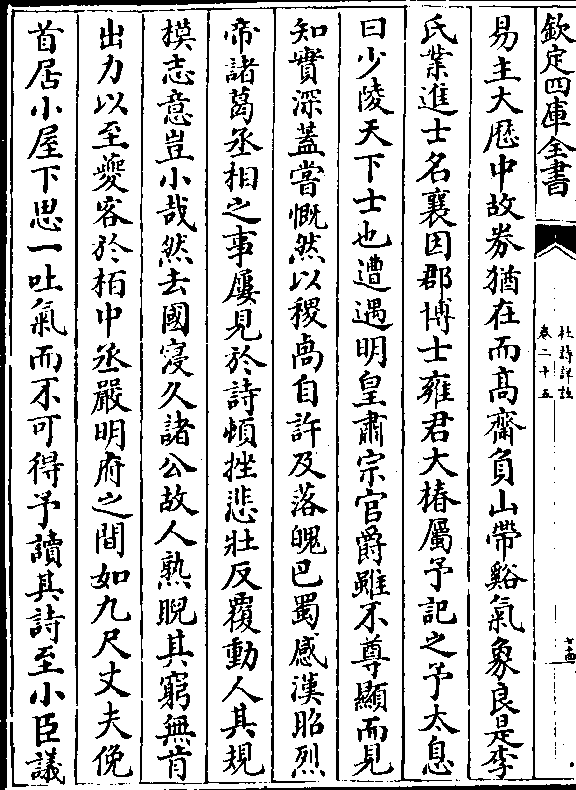 欽定四庫全書
杜詩詳註
卷二十五
易主大厯中故券猶在而髙齋負山帶谿氣象良是李
氏業進士名襄因郡博士雍君大椿屬予記之予太息
曰少陵天下士也遭遇明皇肅宗官爵雖不尊顯而見
知實深蓋嘗慨然以稷卨自許及落魄巴蜀感漢昭烈
帝諸葛丞相之事屢見於詩頓挫悲壯反覆動人其規
摸志意豈小哉然去國寖久諸公故人熟睨其窮無肯
出力以至夔客於柏中丞嚴明府之間如九尺丈夫俛
首居小屋下思一吐氣而不可得予讀其詩至小臣議